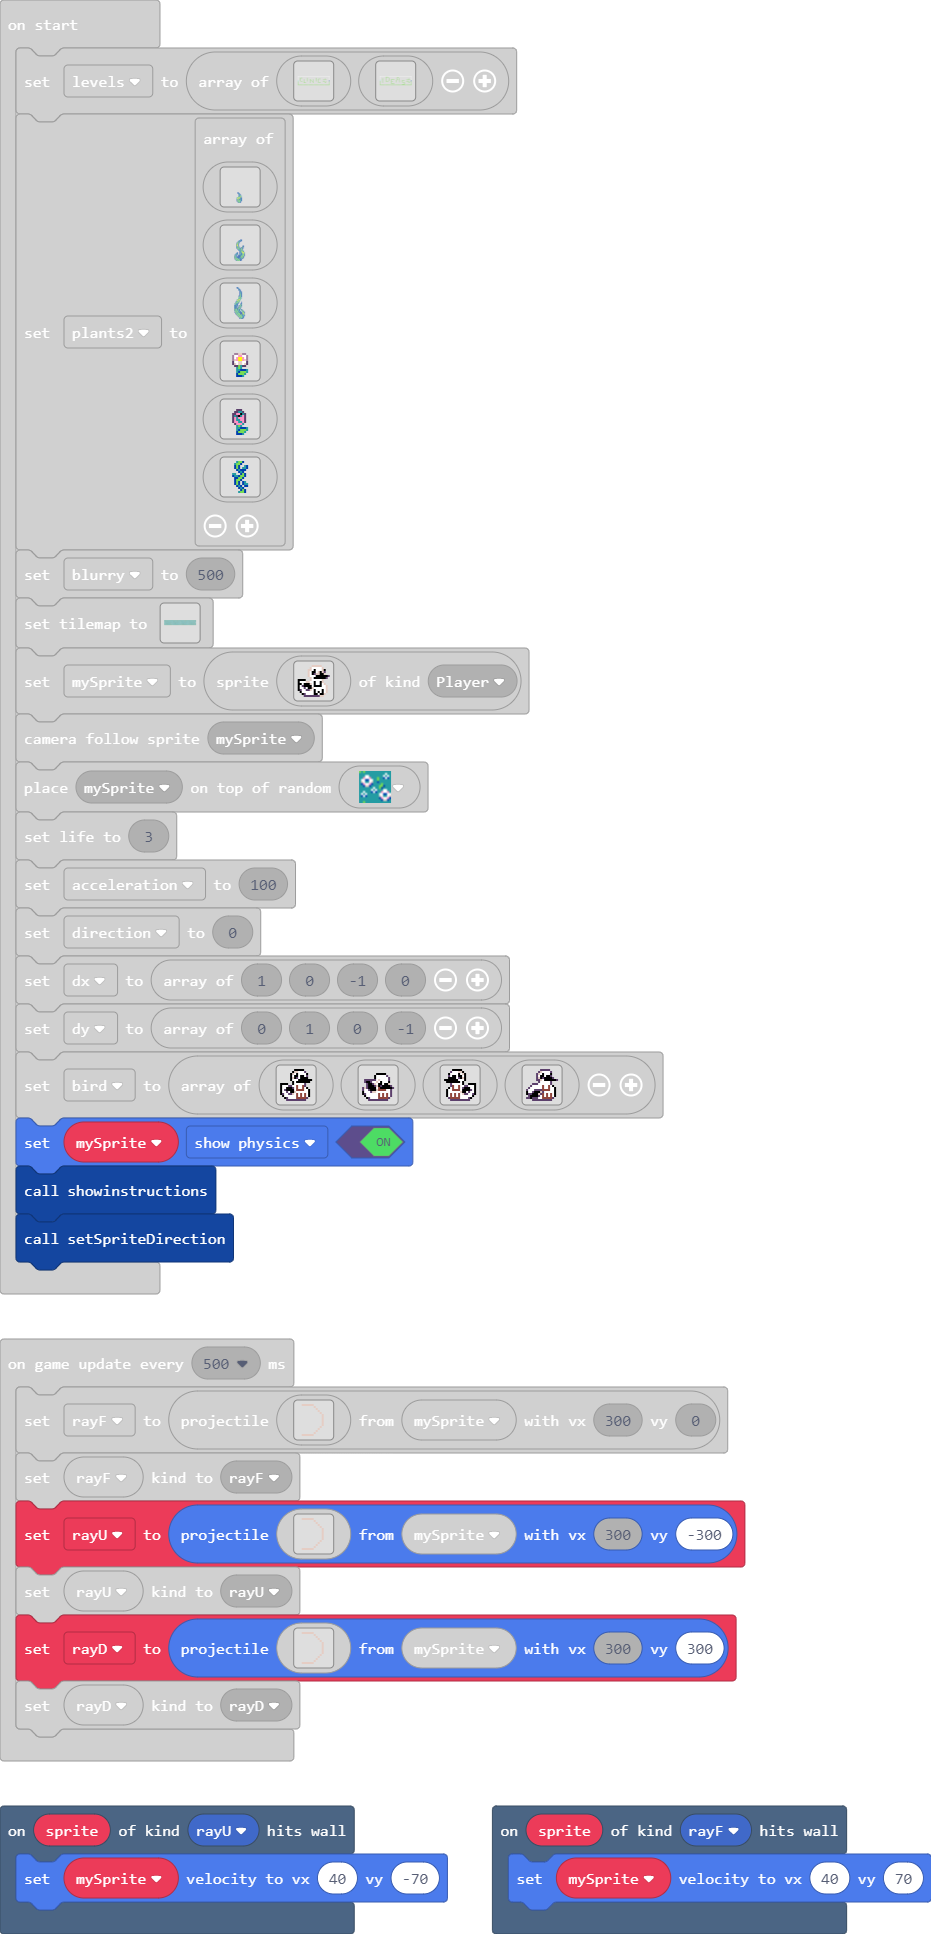 on start
set levels to array of
array of
set plants2 to
set blurry to 500
set tilemap to
set mySprite to sprite of kind Player
camera follow sprite mySprite
place mySprite on top of random
set life to 3
set acceleration to 100
set direction to 0
set dx to array of 1 0 -1 0
set dy to array of 0 1 0 -1
set bird to array of
set mySprite show physics ON
call showinstructions
call setSpriteDirection
on game update every 500 ms
set rayF to projectile from mySprite with vx 300 vy 0
set rayF kind to rayF
set rayU to projectile from mySprite with vx 300 vy -300
set rayU kind to rayU
set rayD to projectile from mySprite with vx 300 vy 300
set rayD kind to rayD
on sprite of kind rayU hits wall
set mySprite velocity to vx 40 vy -70
on sprite of kind rayF hits wall
set mySprite velocity to vx 40 vy 70